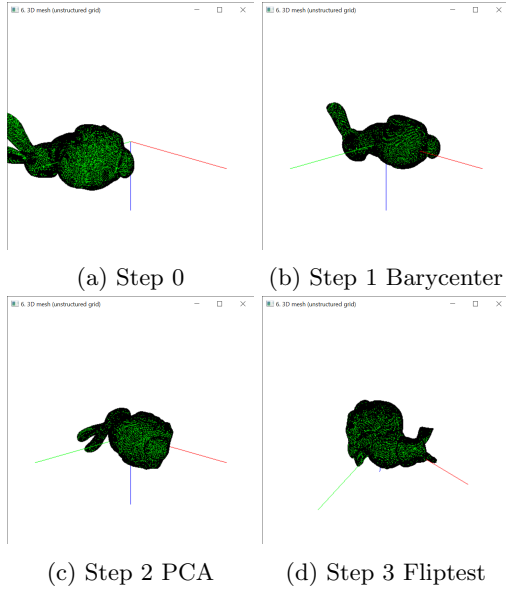 6. 3D mesh (unstructured grid)
6. 3D mesh (unstructured grid)
(a) Step 0
(b) Step 1 Barycenter
6. 3D mesh (unstructured grid)
6. 3D mesh (unstructured grid)
(c) Step 2 PCA
(d) Step 3 Fliptest